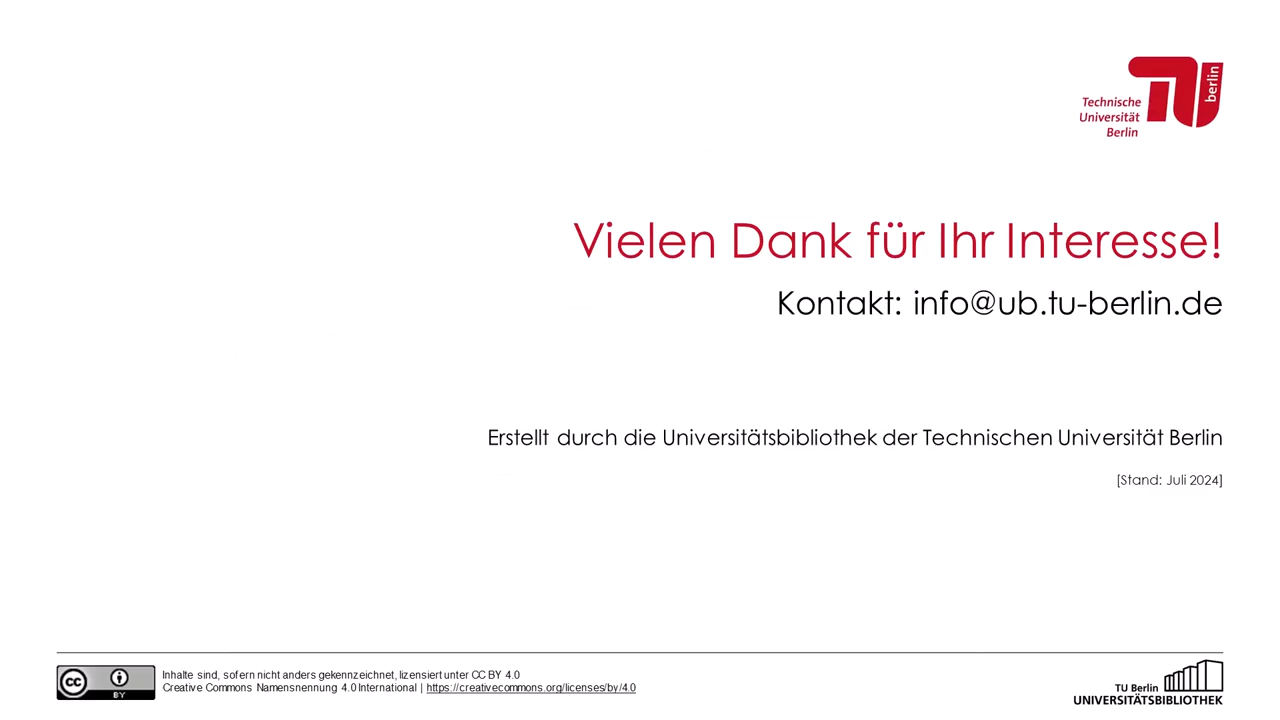 Technische
Universität
Berlin
berlin
Vielen Dank für Ihr Interesse!
Kontakt: info@ub.tu-berlin.de
Erstellt durch die Universitätsbibliothek der Technischen Universität Berlin
[Stand: Juli 2024]
cc
BY
Inhalte sind, sofern nicht anders gekennzeichnet, lizensiert unter CC BY 4.0
Creative Commons Namensnennung 4.0 International | https://creativecommons.org/licenses/by/4.0
TU Berlin
UNIVERSITÄTSBIBLIOTHEK